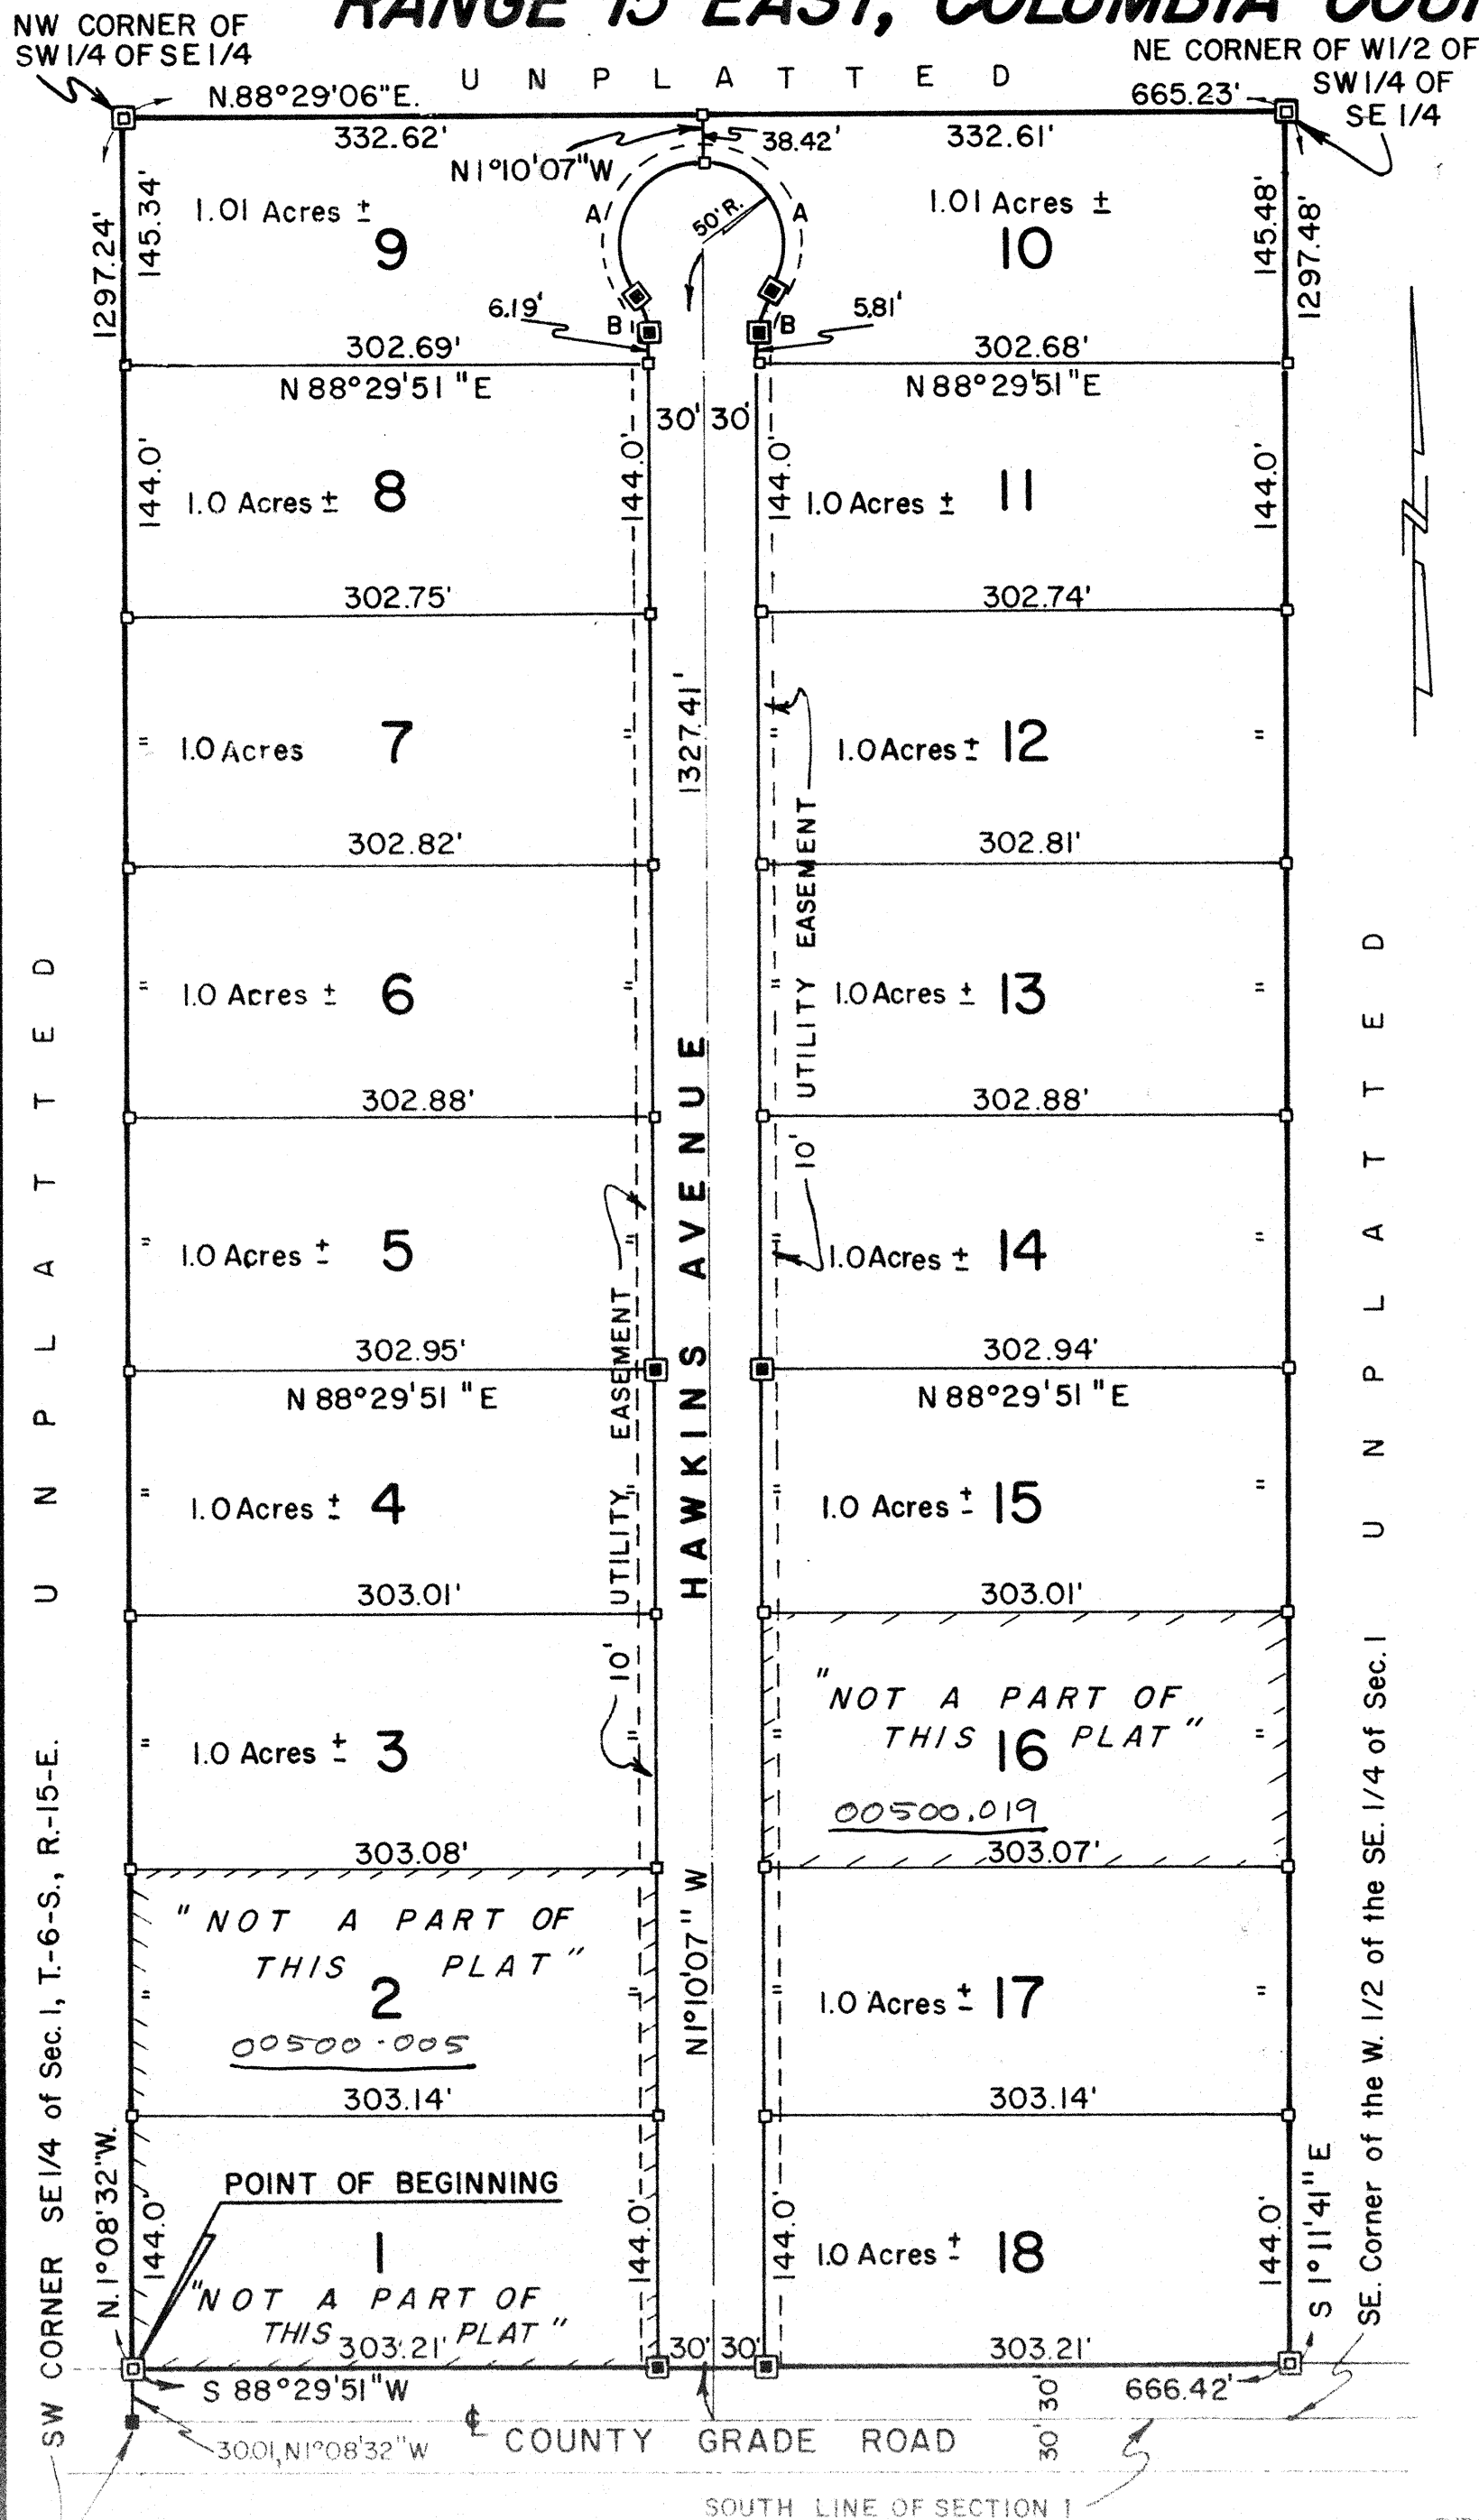 RANGE 15 EAST, COLUMBIA
NW CORNER OF
SW 1/4 OF SE 1/4
NE CORNER OF W1/2 OF
SW 1/4 OF
SE 1/4
UNPLATTED
N.88°29'06"E.
665.23'
332.62'
38.42'
332.61'
N1°10'07"W
1297.24'
145.34'
1.01 Acres ±
9
A
50' R.
A
1.01 Acres ±
10
145.48'
1297.48'
6.19'
B
B
5.81'
302.69'
302.68'
N 88°29'51"E
N 88°29'51"E
30' 30'
144.0'
1.0 Acres ±
8
144.0'
144.0'
1.0 Acres ±
11
144.0'
302.75'
302.74'
1327.41'
=
1.0 Acres
7
=
=
1.0 Acres ±
12
=
302.82'
302.81'
UTILITY EASEMENT
=
1.0 Acres ±
6
=
=
1.0 Acres ±
13
=
302.88'
302.88'
10'
HAWKINS AVENUE
=
1.0 Acres ±
5
=
=
1.0 Acres ±
14
=
302.95'
302.94'
N 88°29'51"E
N 88°29'51"E
UTILITY EASEMENT
=
1.0 Acres ±
4
=
=
1.0 Acres ±
15
=
303.01'
303.01'
10'
=
1.0 Acres ±
3
=
=
"NOT A PART OF
THIS PLAT"
16
=
00500.019
303.08'
303.07'
"NOT A PART OF
THIS PLAT"
=
2
=
00500-005
N1°10'07"W
=
1.0 Acres ±
17
=
303.14'
303.14'
POINT OF BEGINNING
N. 1°08'32"W.
144.0'
1
144.0'
144.0'
1.0 Acres ±
18
144.0'
S 1°11'41"E
"NOT A PART OF
THIS PLAT"
303.21'
30' 30'
303.21'
S 88°29'51"W
666.42'
30.01, N1°08'32"W
℄ COUNTY GRADE ROAD
30' 30'
SOUTH LINE OF SECTION 1
UNPLATTED
SW CORNER SE1/4 of Sec. 1, T.-6-S., R.-15-E.
UNPLATTED
SE. Corner of the W. 1/2 of the SE. 1/4 of Sec. 1